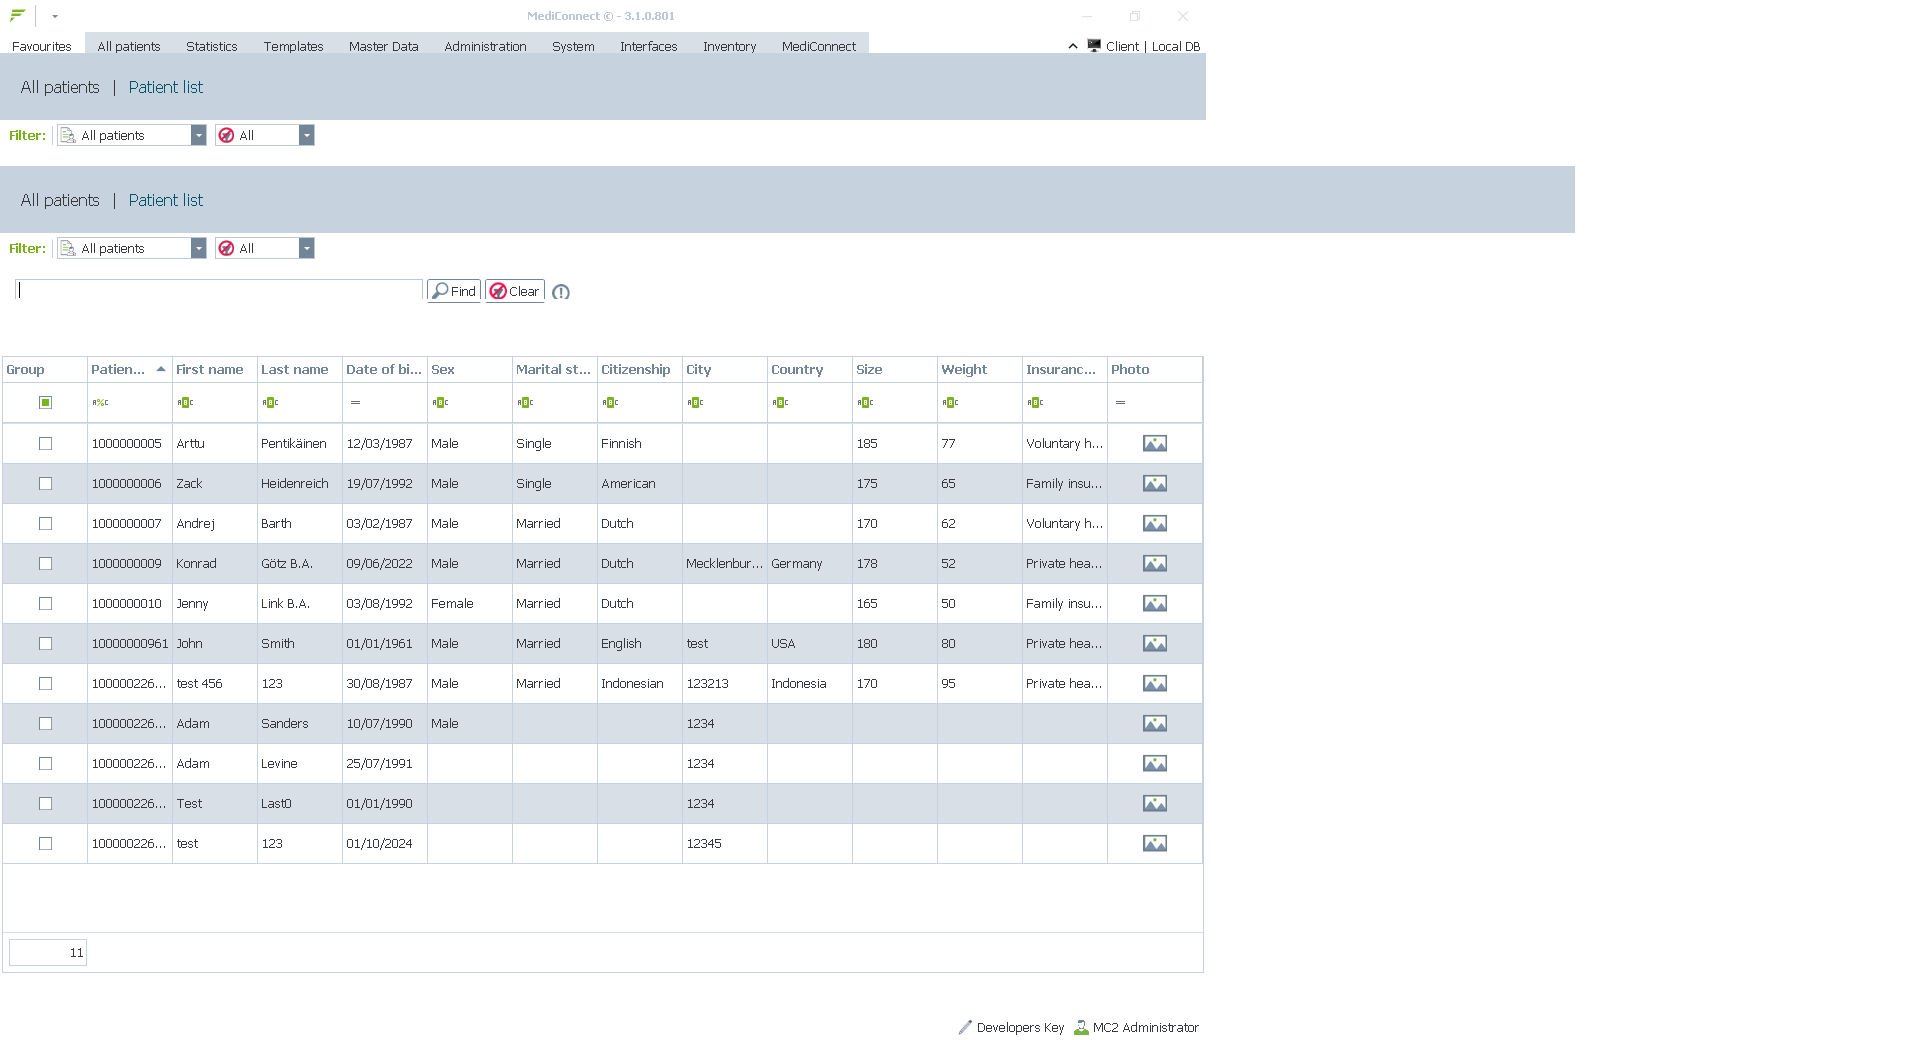 MediConnect © - 3.1.0.801
Favourites All patients Statistics Templates Master Data Administration System Interfaces Inventory MediConnect Client | Local DB
All patients | Patient list
Filter: All patients All
All patients | Patient list
Filter: All patients All
Find Clear
Group Patien... First name Last name Date of bi... Sex Marital st... Citizenship City Country Size Weight Insuranc... Photo
1000000005 Arttu Pentikäinen 12/03/1987 Male Single Finnish 185 77 Voluntary h...
1000000006 Zack Heidenreich 19/07/1992 Male Single American 175 65 Family insu...
1000000007 Andrej Barth 03/02/1987 Male Married Dutch 170 62 Voluntary h...
1000000009 Konrad Götz B.A. 09/06/2022 Male Married Dutch Mecklenbur... Germany 178 52 Private hea...
1000000010 Jenny Link B.A. 03/08/1992 Female Married Dutch 165 50 Family insu...
10000000961 John Smith 01/01/1961 Male Married English test USA 180 80 Private hea...
100000226... test 456 123 30/08/1987 Male Married Indonesian 123213 Indonesia 170 95 Private hea...
100000226... Adam Sanders 10/07/1990 Male 1234
100000226... Adam Levine 25/07/1991 1234
100000226... Test Last0 01/01/1990 1234
100000226... test 123 01/10/2024 12345
11
Developers Key MC2 Administrator